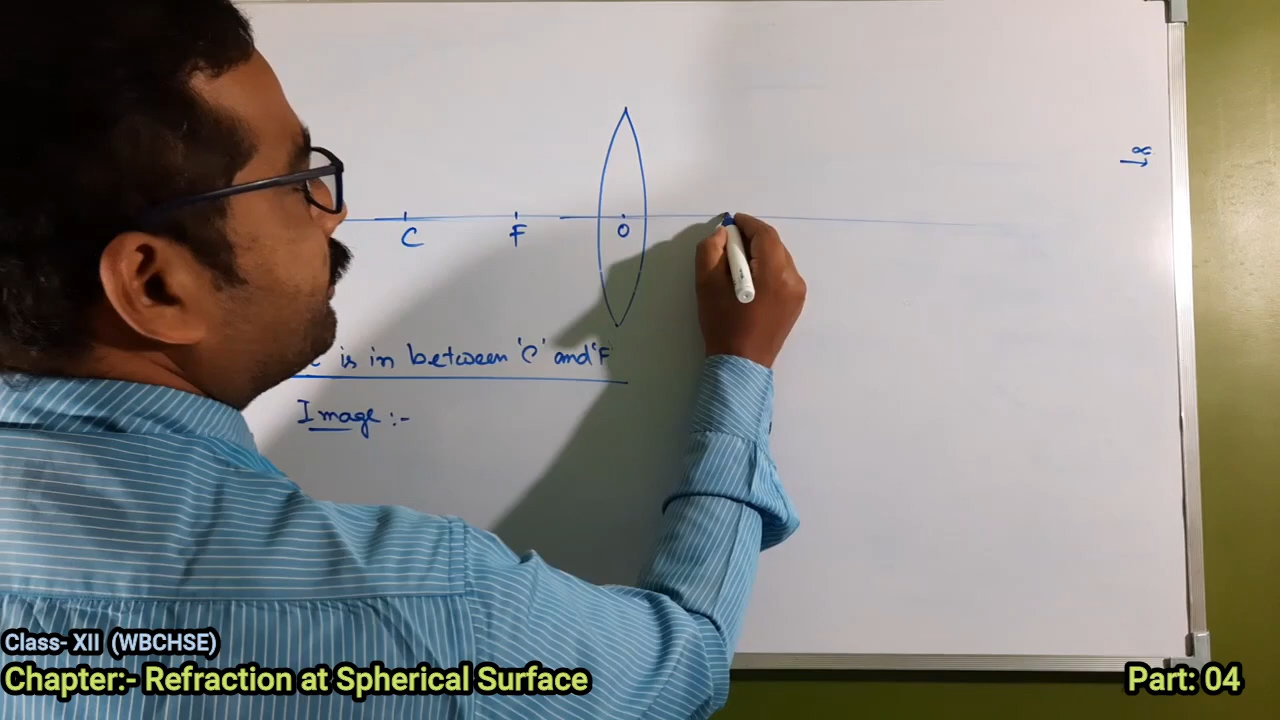 ∞
C F O
is in between 'C' and 'F'
Image :-
Class- XII (WBCHSE)
Chapter:- Refraction at Spherical Surface
Part: 04